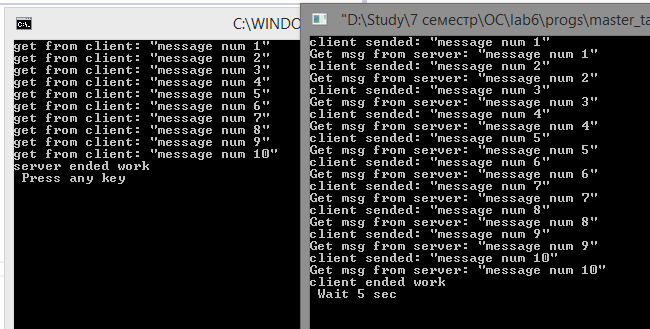 C:\WINDO
get from client: "message num 1"
get from client: "message num 2"
get from client: "message num 3"
get from client: "message num 4"
get from client: "message num 5"
get from client: "message num 6"
get from client: "message num 7"
get from client: "message num 8"
get from client: "message num 9"
get from client: "message num 10"
server ended work
Press any key
"D:\Study\7 семестр\ОС\lab6\progs\master_ta
client sended: "message num 1"
Get msg from server: "message num 1"
client sended: "message num 2"
Get msg from server: "message num 2"
client sended: "message num 3"
Get msg from server: "message num 3"
client sended: "message num 4"
Get msg from server: "message num 4"
client sended: "message num 5"
Get msg from server: "message num 5"
client sended: "message num 6"
Get msg from server: "message num 6"
client sended: "message num 7"
Get msg from server: "message num 7"
client sended: "message num 8"
Get msg from server: "message num 8"
client sended: "message num 9"
Get msg from server: "message num 9"
client sended: "message num 10"
Get msg from server: "message num 10"
client ended work
Wait 5 sec